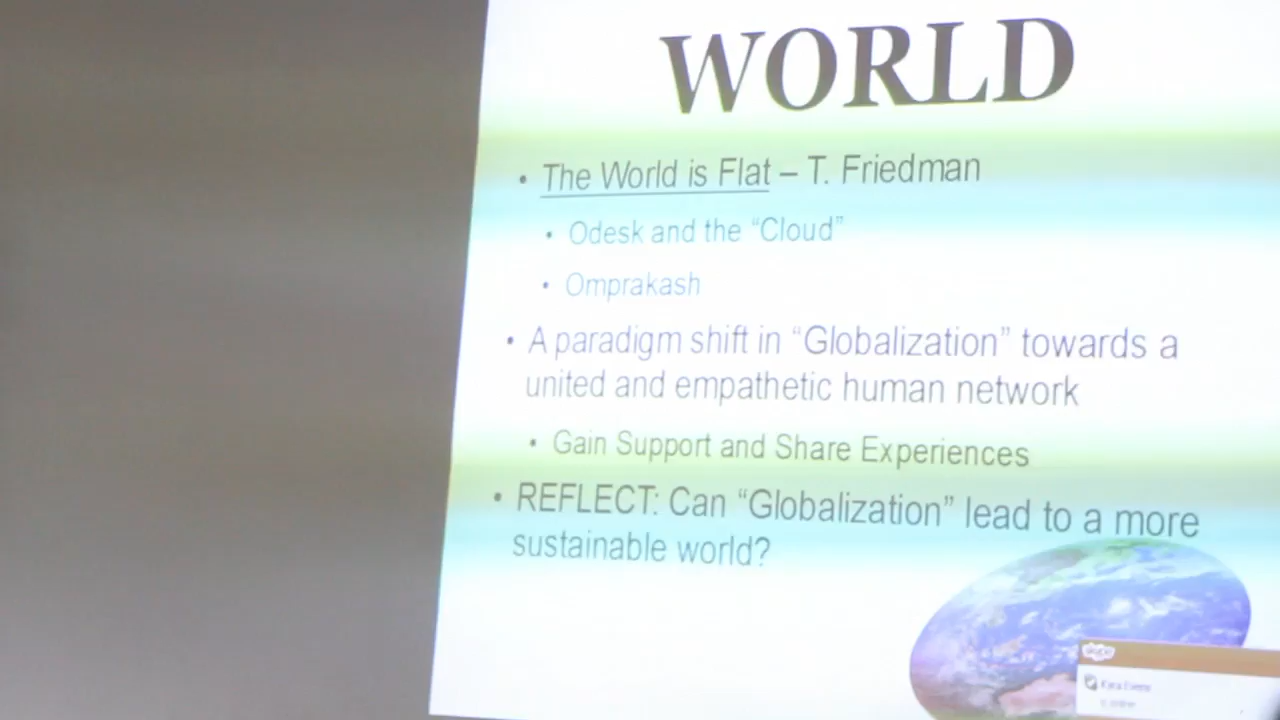 WORLD
• The World is Flat – T. Friedman
• Odesk and the “Cloud”
• Omprakash
• A paradigm shift in “Globalization” towards a
united and empathetic human network
• Gain Support and Share Experiences
• REFLECT: Can “Globalization” lead to a more
sustainable world?
skype